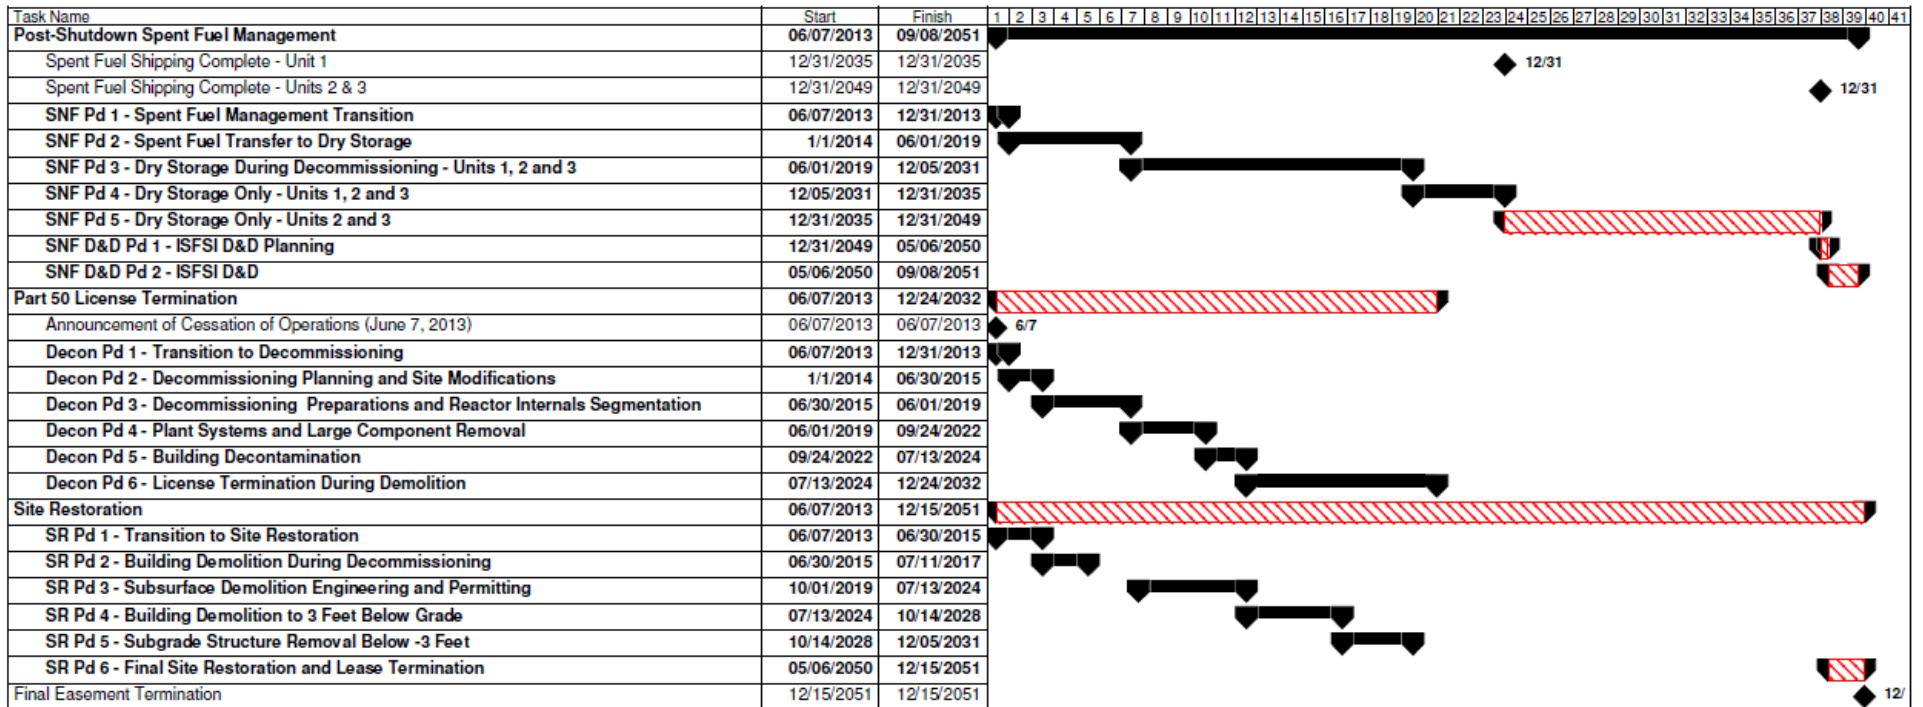 Task Name Start Finish 1 2 3 4 5 6 7 8 9 10 11 12 13 14 15 16 17 18 19 20 21 22 23 24 25 26 27 28 29 30 31 32 33 34 35 36 37 38 39 40 41
Post-Shutdown Spent Fuel Management 06/07/2013 09/08/2051
Spent Fuel Shipping Complete - Unit 1 12/31/2035 12/31/2035 12/31
Spent Fuel Shipping Complete - Units 2 & 3 12/31/2049 12/31/2049 12/31
SNF Pd 1 - Spent Fuel Management Transition 06/07/2013 12/31/2013
SNF Pd 2 - Spent Fuel Transfer to Dry Storage 1/1/2014 06/01/2019
SNF Pd 3 - Dry Storage During Decommissioning - Units 1, 2 and 3 06/01/2019 12/05/2031
SNF Pd 4 - Dry Storage Only - Units 1, 2 and 3 12/05/2031 12/31/2035
SNF Pd 5 - Dry Storage Only - Units 2 and 3 12/31/2035 12/31/2049
SNF D&D Pd 1 - ISFSI D&D Planning 12/31/2049 05/06/2050
SNF D&D Pd 2 - ISFSI D&D 05/06/2050 09/08/2051
Part 50 License Termination 06/07/2013 12/24/2032
Announcement of Cessation of Operations (June 7, 2013) 06/07/2013 06/07/2013 6/7
Decon Pd 1 - Transition to Decommissioning 06/07/2013 12/31/2013
Decon Pd 2 - Decommissioning Planning and Site Modifications 1/1/2014 06/30/2015
Decon Pd 3 - Decommissioning Preparations and Reactor Internals Segmentation 06/30/2015 06/01/2019
Decon Pd 4 - Plant Systems and Large Component Removal 06/01/2019 09/24/2022
Decon Pd 5 - Building Decontamination 09/24/2022 07/13/2024
Decon Pd 6 - License Termination During Demolition 07/13/2024 12/24/2032
Site Restoration 06/07/2013 12/15/2051
SR Pd 1 - Transition to Site Restoration 06/07/2013 06/30/2015
SR Pd 2 - Building Demolition During Decommissioning 06/30/2015 07/11/2017
SR Pd 3 - Subsurface Demolition Engineering and Permitting 10/01/2019 07/13/2024
SR Pd 4 - Building Demolition to 3 Feet Below Grade 07/13/2024 10/14/2028
SR Pd 5 - Subgrade Structure Removal Below -3 Feet 10/14/2028 12/05/2031
SR Pd 6 - Final Site Restoration and Lease Termination 05/06/2050 12/15/2051
Final Easement Termination 12/15/2051 12/15/2051 12/